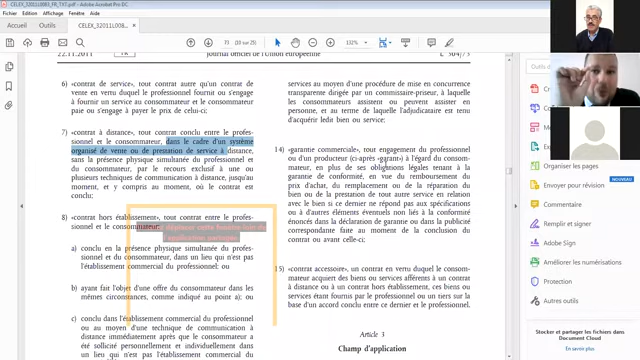 CELEX_32011L0083_FR_TXT.pdf - Adobe Acrobat Pro DC
Fichier Edition Affichage Fenêtre Aide
Accueil Outils CELEX_32011L0083_FR... ×
73 (10 sur 25) 132%
22.11.2011 FR Journal officiel de l'Union européenne L 304/73
6) «contrat de service», tout contrat autre qu'un contrat de
vente en vertu duquel le professionnel fournit ou s'engage
à fournir un service au consommateur et le consommateur
paie ou s'engage à payer le prix de celui-ci;
7) «contrat à distance», tout contrat conclu entre le profes-
sionnel et le consommateur, dans le cadre d'un système
organisé de vente ou de prestation de service à distance,
sans la présence physique simultanée du professionnel et
du consommateur, par le recours exclusif à une ou
plusieurs techniques de communication à distance, jusqu'au
moment, et y compris au moment, où le contrat est
conclu;
8) «contrat hors établissement», tout contrat entre le profes-
sionnel et le consommateur:
a) conclu en la présence physique simultanée du profes-
sionnel et du consommateur, dans un lieu qui n'est pas
l'établissement commercial du professionnel; ou
b) ayant fait l'objet d'une offre du consommateur dans les
mêmes circonstances, comme indiqué au point a); ou
c) conclu dans l'établissement commercial du professionnel
ou au moyen d'une technique de communication à
distance immédiatement après que le consommateur a
été sollicité personnellement et individuellement dans
un lieu qui n'est pas l'établissement commercial du
services au moyen d'une procédure de mise en concurrence
transparente dirigée par un commissaire-priseur, à laquelle
les consommateurs assistent ou peuvent assister en
personne, et au terme de laquelle l'adjudicataire est tenu
d'acquérir ledit bien ou service;
14) «garantie commerciale», tout engagement du professionnel
ou d'un producteur (ci-après «garant») à l'égard du consom-
mateur, en plus de ses obligations légales tenant à la
garantie de conformité, en vue du remboursement du
prix d'achat, du remplacement ou de la réparation du
bien ou de la prestation de tout autre service en relation
avec le bien si ce dernier ne répond pas aux spécifications
ou à d'autres éléments éventuels non liés à la conformité
énoncés dans la déclaration de garantie ou dans la publicité
correspondante faite au moment de la conclusion du
contrat ou avant celle-ci;
15) «contrat accessoire», un contrat en vertu duquel le consom-
mateur acquiert des biens ou services afférents à un contrat
à distance ou à un contrat hors établissement, ces biens ou
services étant fournis par le professionnel ou un tiers sur la
base d'un accord conclu entre ce dernier et le professionnel.
Article 3
Champ d'application
Organiser les pages
NOUVEAU
Envoyer pour révision
Commentaire
Remplir et signer
Adobe Sign
Améliorer les numérisations
Protection
Autres outils
Stocker et partager les fichiers dans
Document Cloud
En savoir plus